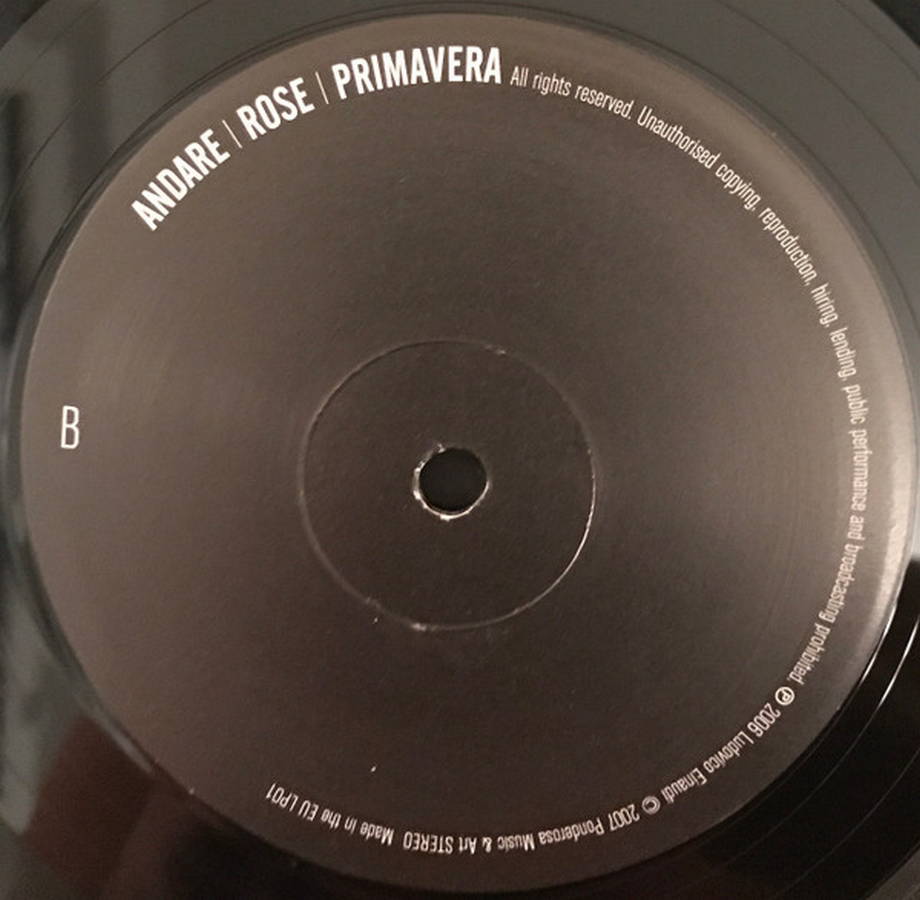 ANDARE | ROSE | PRIMAVERA All rights reserved. Unauthorised copying, reproduction, hiring, lending, public performance and broadcasting prohibited. ℗ 2006 Ludovico Einaudi © 2007 Ponderosa Music & Art STEREO Made in the EU LP01
B